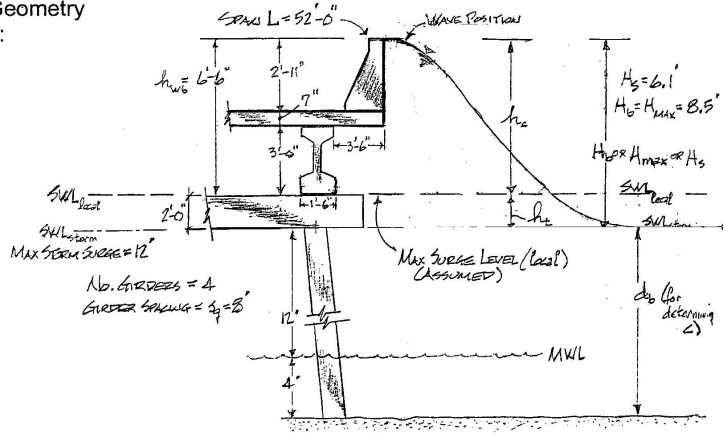 Geometry
:
SPAN L = 52'-0"
WAVE POSITION
h_wb = 6'-6"
2'-11"
7"
3'-0"
3'-6"
h_c
H_s = 6.1'
H_b = H_MAX = 8.5'
H_b OR H_max OR H_s
SWL_local
SWL_local
2'-0"
1'-6"
h_t
SWL_storm
MAX STORM SURGE = 12'
MAX SURGE LEVEL (local)
(ASSUMED)
No. GIRDERS = 4
GIRDER SPACING = S_g = 8'
d_b (for
determining
c)
12'
MWL
4'